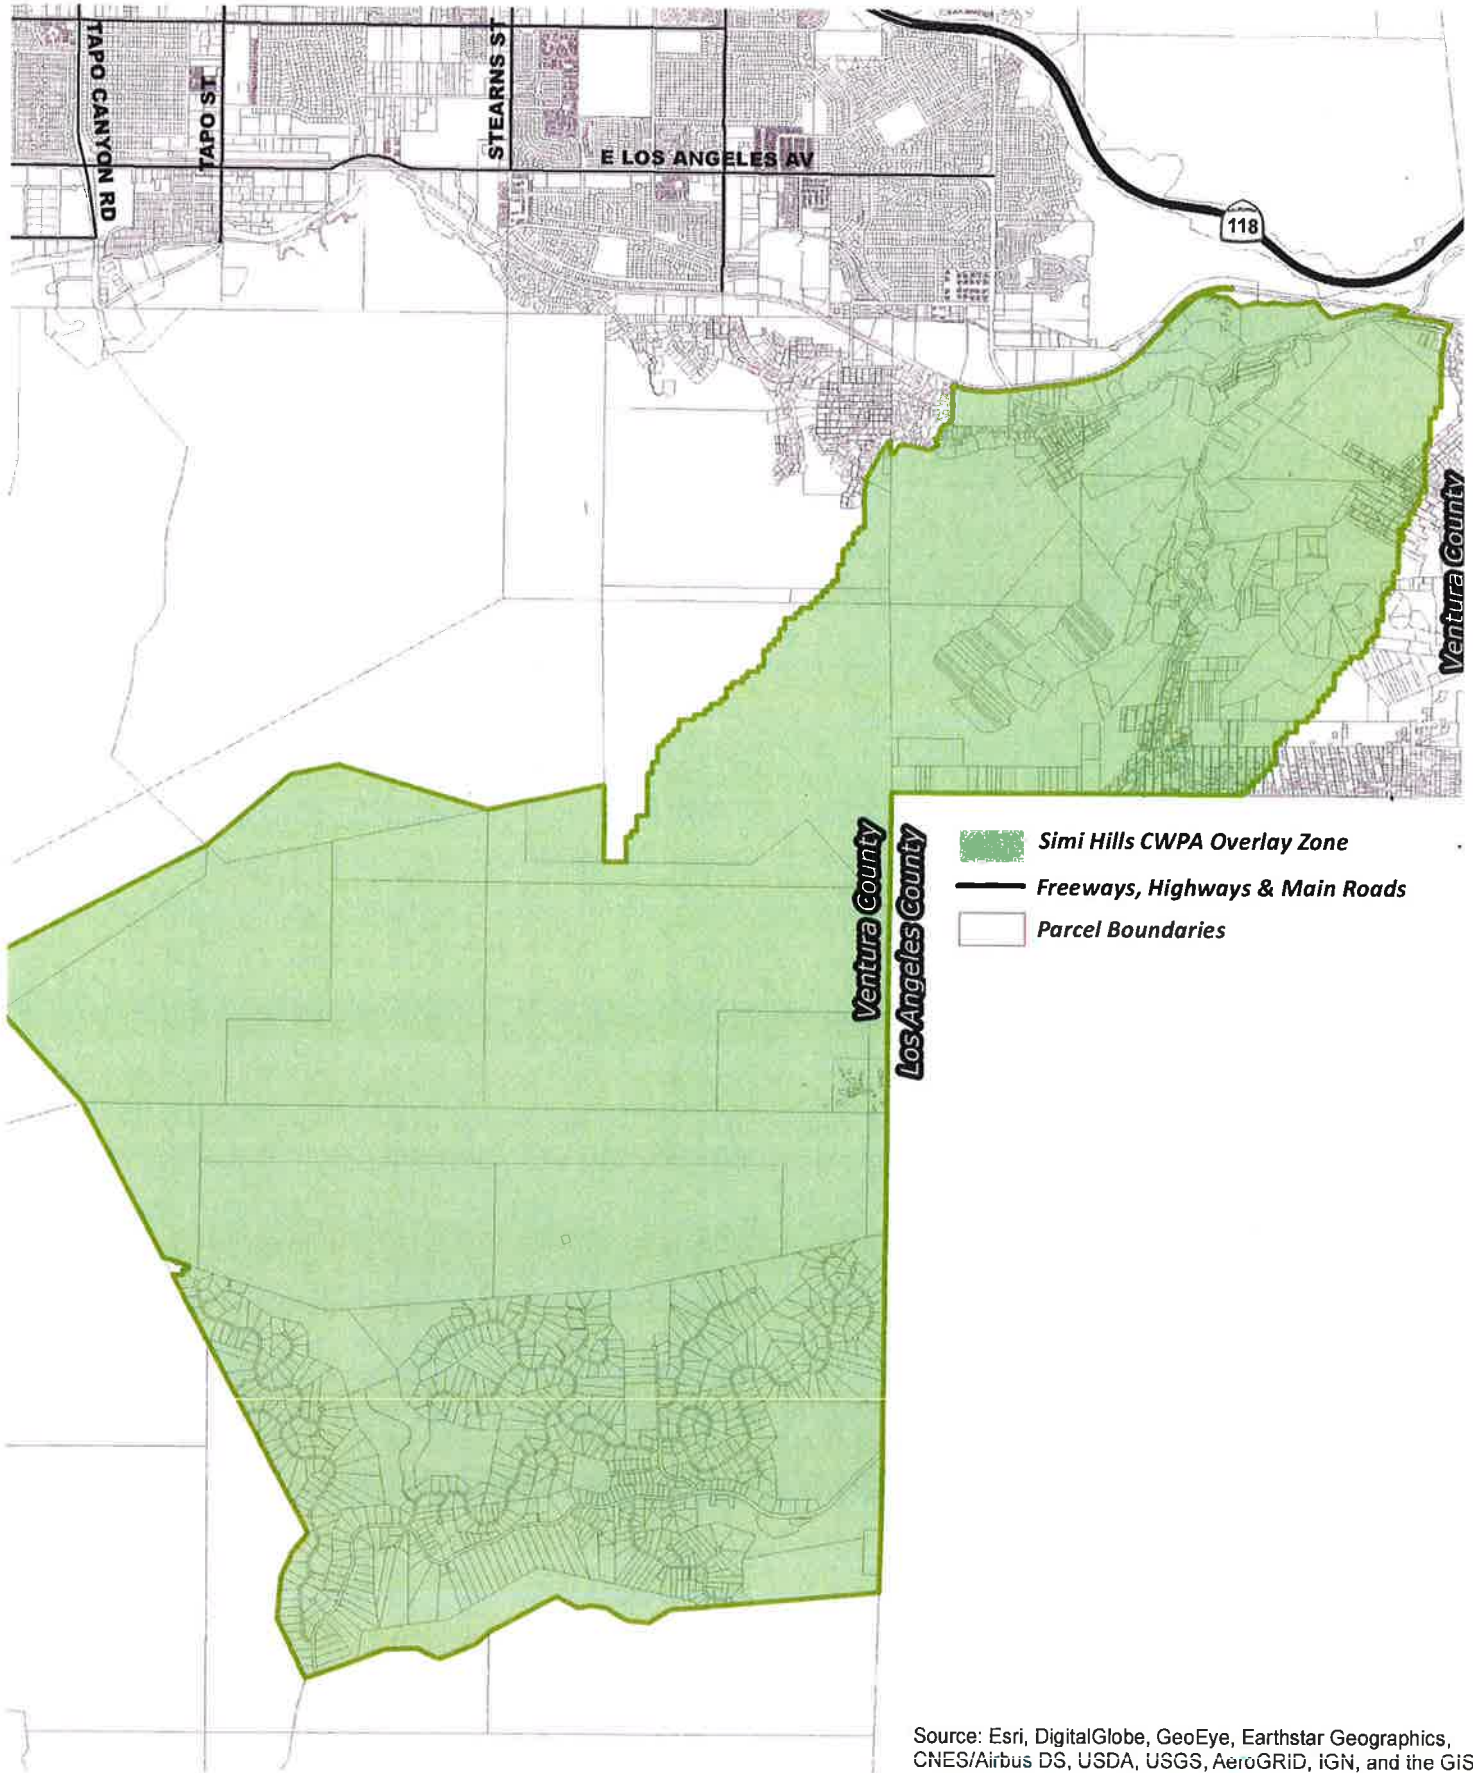 TAPO CANYON RD
TAPO ST
STEARNS ST
E LOS ANGELES AV
118
Ventura County
Ventura County
Los Angeles County
Simi Hills CWPA Overlay Zone
Freeways, Highways & Main Roads
Parcel Boundaries
Source: Esri, DigitalGlobe, GeoEye, Earthstar Geographics,
CNES/Airbus DS, USDA, USGS, AeroGRID, IGN, and the GIS